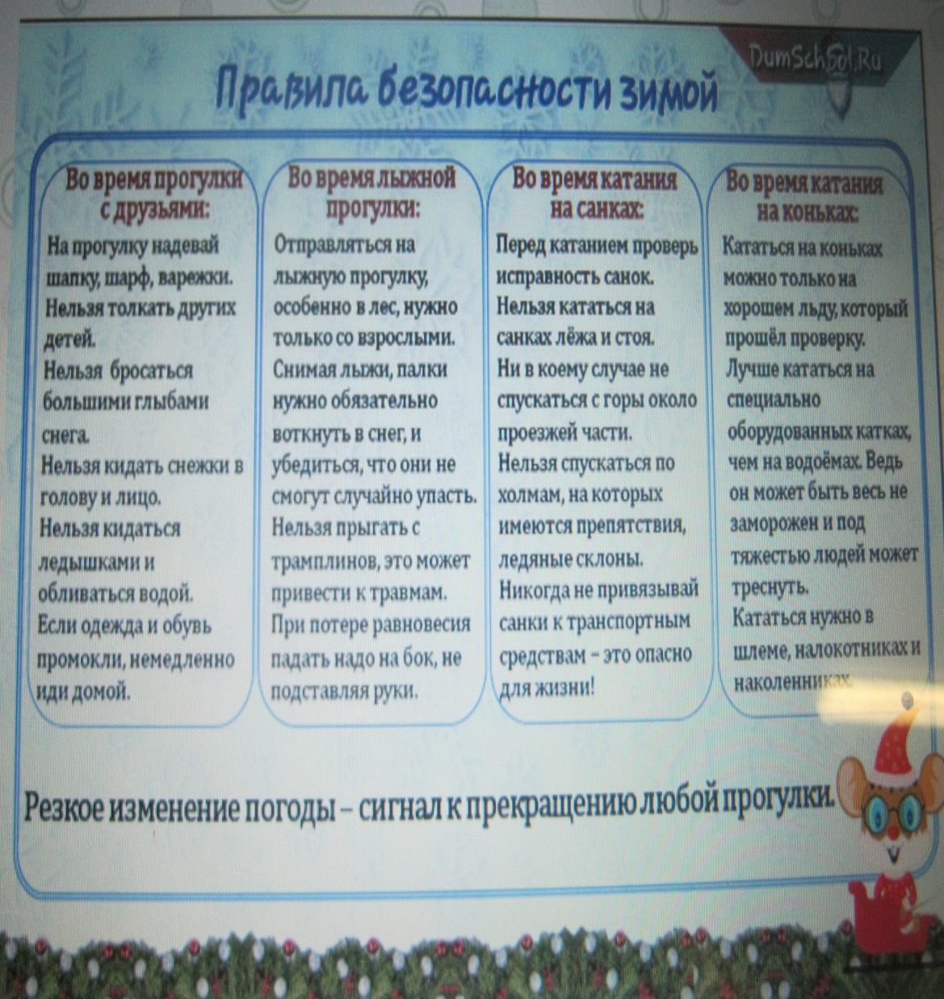 DumSchool.Ru
Правила безопасности зимой
Во время прогулки
с друзьями:
На прогулку надевай
шапку, шарф, варежки.
Нельзя толкать других
детей.
Нельзя бросаться
большими глыбами
снега.
Нельзя кидать снежки в
голову и лицо.
Нельзя кидаться
ледышками и
обливаться водой.
Если одежда и обувь
промокли, немедленно
иди домой.
Во время лыжной
прогулки:
Отправляться на
лыжную прогулку,
особенно в лес, нужно
только со взрослыми.
Снимая лыжи, палки
нужно обязательно
воткнуть в снег, и
убедиться, что они не
смогут случайно упасть.
Нельзя прыгать с
трамплинов, это может
привести к травмам.
При потере равновесия
падать надо на бок, не
подставляя руки.
Во время катания
на санках:
Перед катанием проверь
исправность санок.
Нельзя кататься на
санках лёжа и стоя.
Ни в коему случае не
спускаться с горы около
проезжей части.
Нельзя спускаться по
холмам, на которых
имеются препятствия,
ледяные склоны.
Никогда не привязывай
санки к транспортным
средствам – это опасно
для жизни!
Во время катания
на коньках:
Кататься на коньках
можно только на
хорошем льду, который
прошёл проверку.
Лучше кататься на
специально
оборудованных катках,
чем на водоёмах. Ведь
он может быть весь не
заморожен и под
тяжестью людей может
треснуть.
Кататься нужно в
шлеме, налокотниках и
наколенниках.
Резкое изменение погоды – сигнал к прекращению любой прогулки.